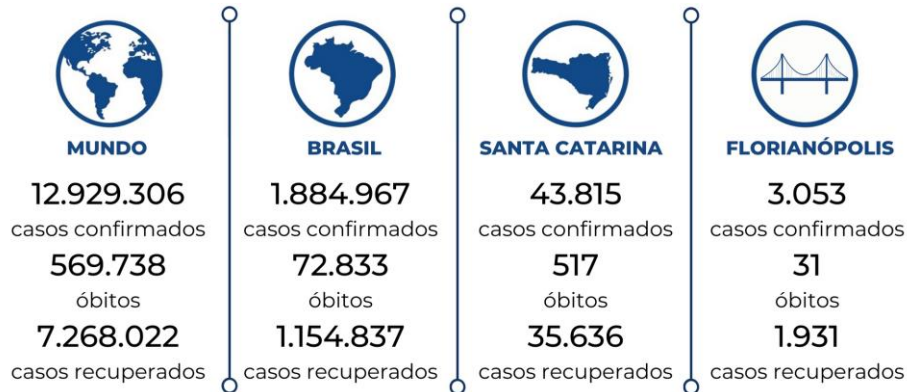 MUNDO
12.929.306
casos confirmados
569.738
óbitos
7.268.022
casos recuperados
BRASIL
1.884.967
casos confirmados
72.833
óbitos
1.154.837
casos recuperados
SANTA CATARINA
43.815
casos confirmados
517
óbitos
35.636
casos recuperados
FLORIANÓPOLIS
3.053
casos confirmados
31
óbitos
1.931
casos recuperados